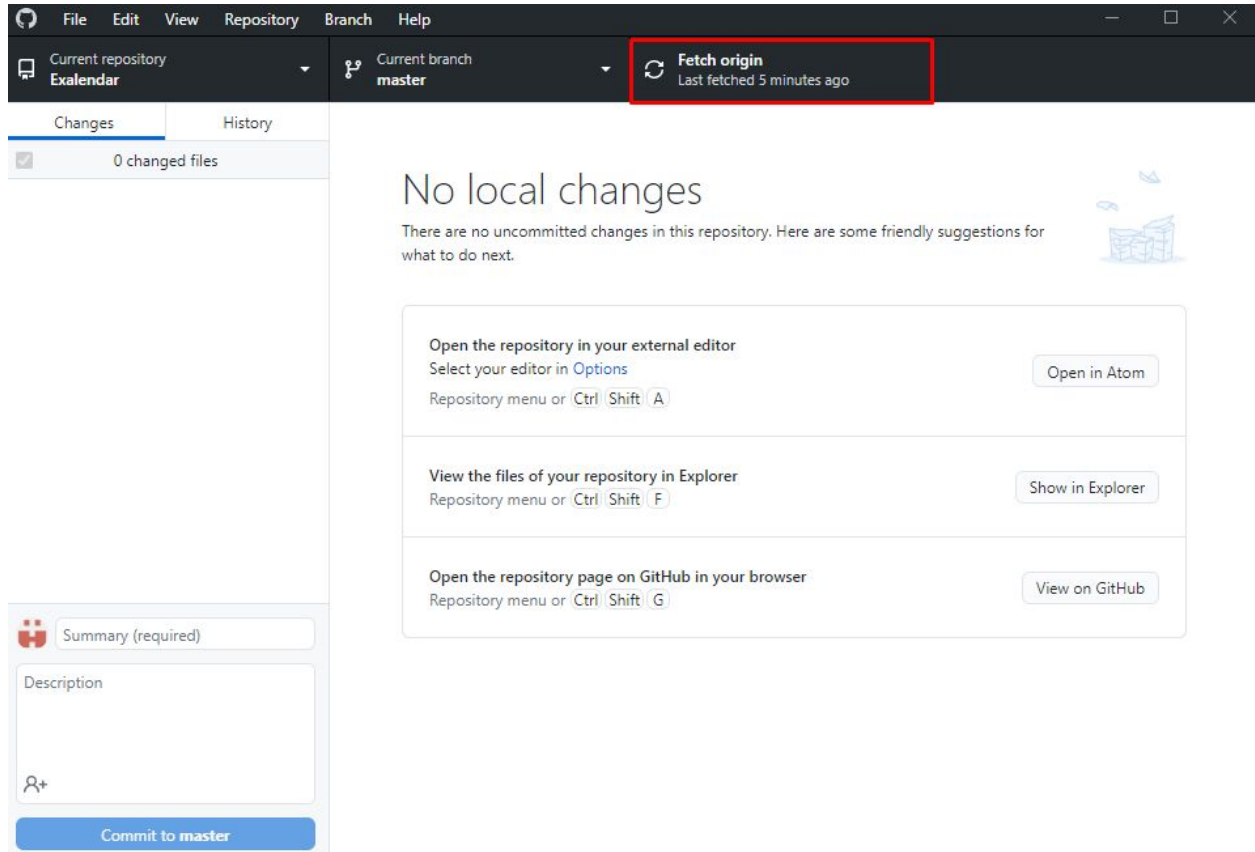 File Edit View Repository Branch Help
Current repository
Exalendar
Current branch
master
Fetch origin
Last fetched 5 minutes ago
Changes
History
0 changed files
No local changes
There are no uncommitted changes in this repository. Here are some friendly suggestions for
what to do next.
Open the repository in your external editor
Select your editor in Options
Repository menu or Ctrl Shift A
Open in Atom
View the files of your repository in Explorer
Repository menu or Ctrl Shift F
Show in Explorer
Open the repository page on GitHub in your browser
Repository menu or Ctrl Shift G
View on GitHub
Summary (required)
Description
Commit to master